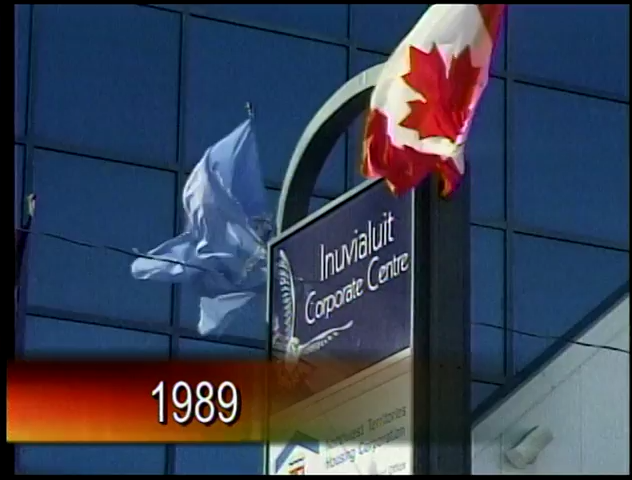 Inuvialuit
Corporate Centre
1989
Northwest Territories
Housing Corporation